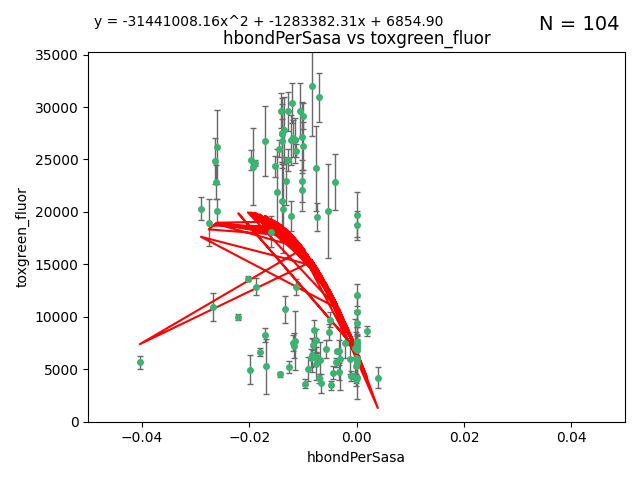 y = -31441008.16x^2 + -1283382.31x + 6854.90
N = 104
hbondPerSasa vs toxgreen_fluor
toxgreen_fluor
35000
30000
25000
20000
15000
10000
5000
0
−0.04
−0.02
0.00
0.02
0.04
hbondPerSasa